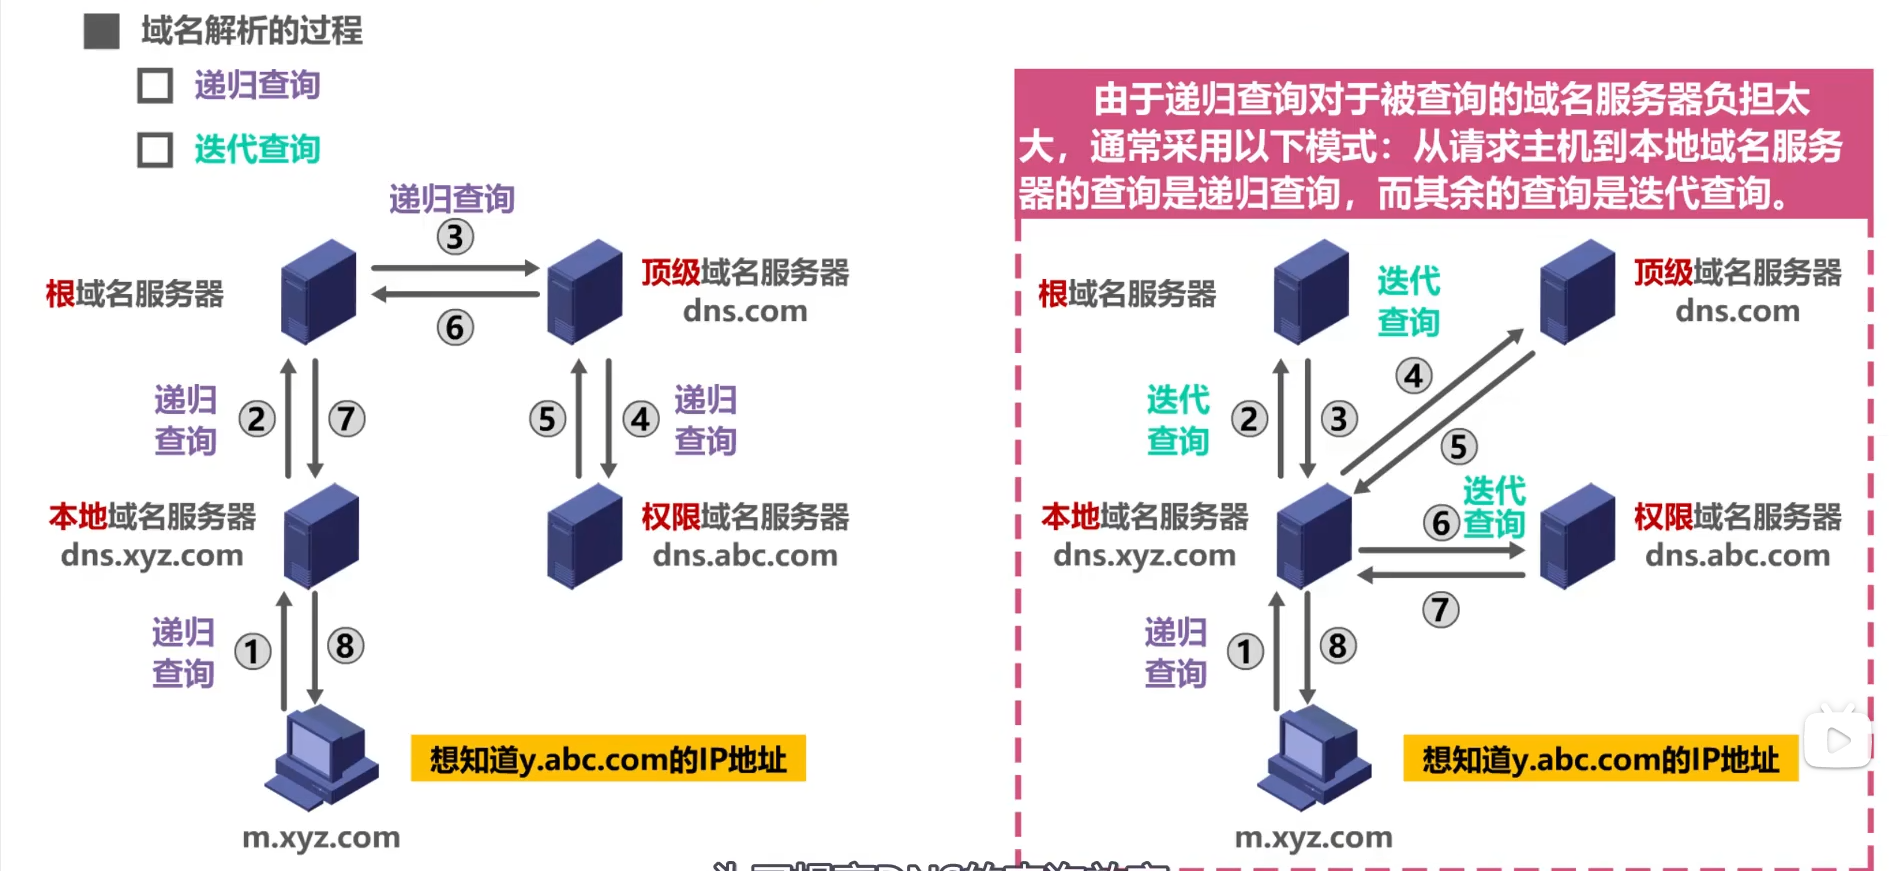 域名解析的过程
递归查询
迭代查询
递归查询
③
根域名服务器
顶级域名服务器
dns.com
⑥
递归
查询
②
⑦
⑤
④
递归
查询
本地域名服务器
dns.xyz.com
权限域名服务器
dns.abc.com
递归
查询
①
⑧
想知道y.abc.com的IP地址
m.xyz.com
由于递归查询对于被查询的域名服务器负担太
大，通常采用以下模式：从请求主机到本地域名服务
器的查询是递归查询，而其余的查询是迭代查询。
根域名服务器
迭代
查询
顶级域名服务器
dns.com
④
迭代
查询
②
③
⑤
本地域名服务器
dns.xyz.com
迭代
⑥查询
权限域名服务器
dns.abc.com
⑦
递归
查询
①
⑧
想知道y.abc.com的IP地址
m.xyz.com